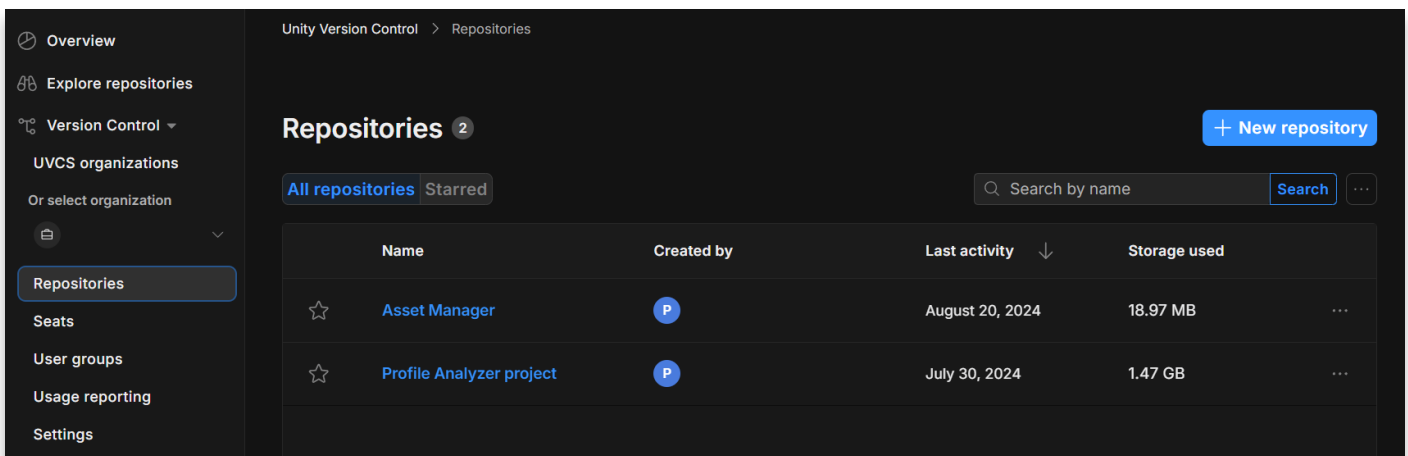 Overview
Explore repositories
Version Control
UVCS organizations
Or select organization
Repositories
Seats
User groups
Usage reporting
Settings
Unity Version Control > Repositories
Repositories 2
+ New repository
All repositories Starred
Search by name Search ...
Name Created by Last activity ↓ Storage used
Asset Manager P August 20, 2024 18.97 MB ...
Profile Analyzer project P July 30, 2024 1.47 GB ...